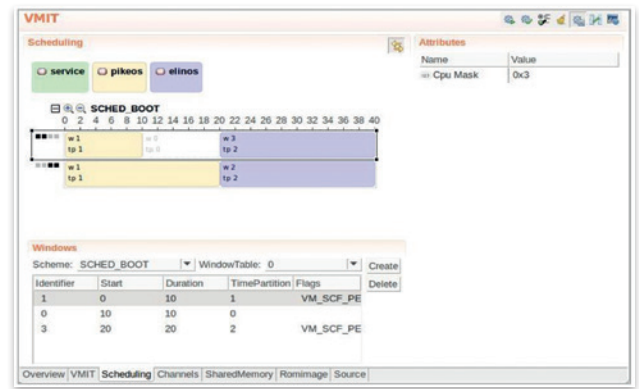 VMIT
Scheduling
Attributes
Name Value
Cpu Mask 0x3
service pikeos elinos
SCHED_BOOT
0 2 4 6 8 10 12 14 16 18 20 22 24 26 28 30 32 34 36 38 40
w 1 w 0 w 3
tp 1 tp 0 tp 2
w 1 w 2
tp 1 tp 2
Windows
Scheme: SCHED_BOOT WindowTable: 0 Create
Identifier Start Duration TimePartition Flags Delete
1 0 10 1 VM_SCF_PE
0 10 10 0
3 20 20 2 VM_SCF_PE
Overview VMIT Scheduling Channels SharedMemory Romimage Source